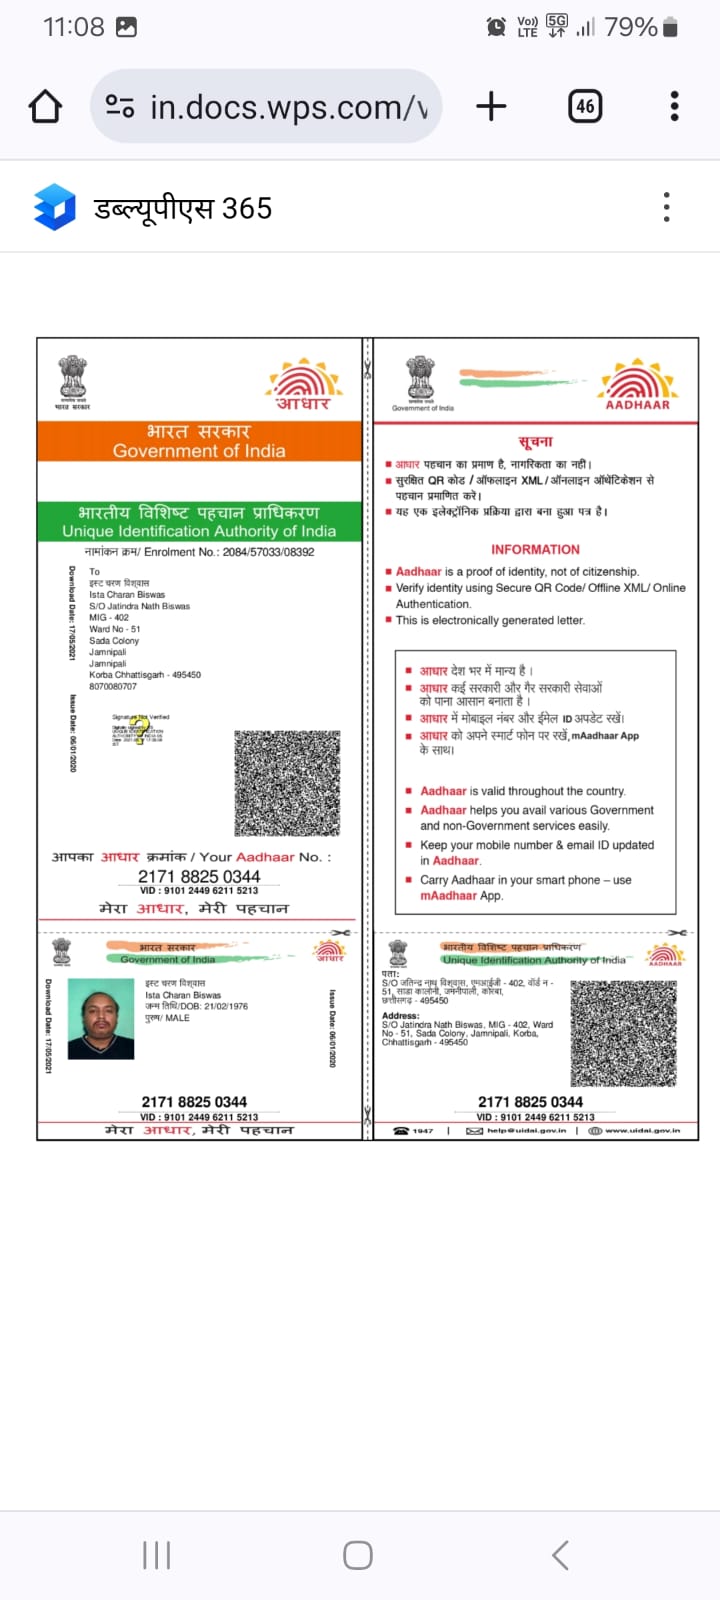 11:08
Vo)) LTE 5G 79%
in.docs.wps.com/v
46
डब्ल्यूपीएस 365
भारत सरकार
आधार
भारत सरकार
Government of India
भारतीय विशिष्ट पहचान प्राधिकरण
Unique Identification Authority of India
नामांकन क्रम/ Enrolment No.: 2084/57033/08392
Download Date: 17/05/2021
Issue Date: 06/01/2020
To
इस्ट चरण विश्वास
Ista Charan Biswas
S/O Jatindra Nath Biswas
MIG - 402
Ward No - 51
Sada Colony
Jamnipali
Jamnipali
Korba Chhattisgarh - 495450
8070080707
Signature Not Verified
आपका आधार क्रमांक / Your Aadhaar No. :
2171 8825 0344
VID : 9101 2449 6211 5213
मेरा आधार, मेरी पहचान
Government of India
AADHAAR
सूचना
आधार पहचान का प्रमाण है, नागरिकता का नहीं।
सुरक्षित QR कोड / ऑफलाइन XML / ऑनलाइन ऑथेंटिकेशन से
पहचान प्रमाणित करें।
यह एक इलेक्ट्रॉनिक प्रक्रिया द्वारा बना हुआ पत्र है।
INFORMATION
Aadhaar is a proof of identity, not of citizenship.
Verify identity using Secure QR Code/ Offline XML/ Online
Authentication.
This is electronically generated letter.
आधार देश भर में मान्य है।
आधार कई सरकारी और गैर सरकारी सेवाओं
को पाना आसान बनाता है।
आधार में मोबाइल नंबर और ईमेल ID अपडेट रखें।
आधार को अपने स्मार्ट फोन पर रखें, mAadhaar App
के साथ।
Aadhaar is valid throughout the country.
Aadhaar helps you avail various Government
and non-Government services easily.
Keep your mobile number & email ID updated
in Aadhaar.
Carry Aadhaar in your smart phone – use
mAadhaar App.
भारत सरकार
Government of India
आधार
Download Date: 17/05/2021
इस्ट चरण विश्वास
Ista Charan Biswas
जन्म तिथि/DOB: 21/02/1976
पुरुष/ MALE
Issue Date: 06/01/2020
2171 8825 0344
VID : 9101 2449 6211 5213
मेरा आधार, मेरी पहचान
भारतीय विशिष्ट पहचान प्राधिकरण
Unique Identification Authority of India
AADHAAR
पता:
S/O जतिन्द्र नाथ विश्वास, एमआईजी - 402, वॉर्ड न -
51, साडा कालोनी, जमनीपाली, कोरबा,
छत्तीसगढ़ - 495450
Address:
S/O Jatindra Nath Biswas, MIG - 402, Ward
No - 51, Sada Colony, Jamnipali, Korba,
Chhattisgarh - 495450
2171 8825 0344
VID : 9101 2449 6211 5213
1947 | help@uidai.gov.in | www.uidai.gov.in